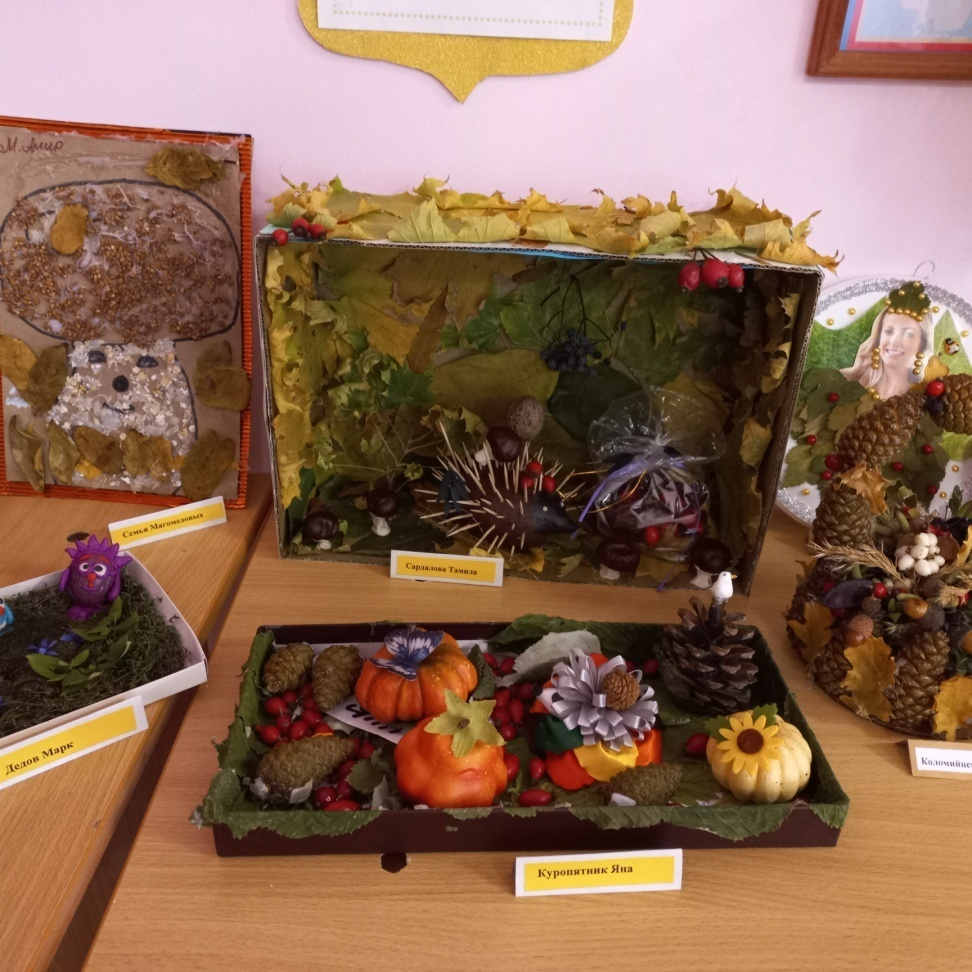 М. Амир
Семья Магомедовых
Сардалова Тамила
Дедов Марк
Куропятник Яна